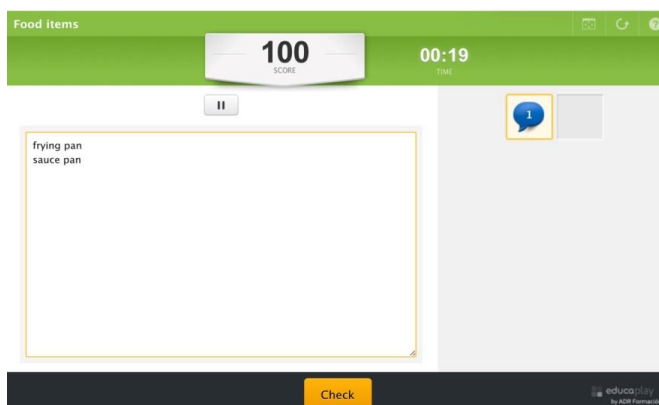 Food items
100
SCORE
00:19
TIME
1
frying pan
sauce pan
Check
educaplay
by ADR Formación